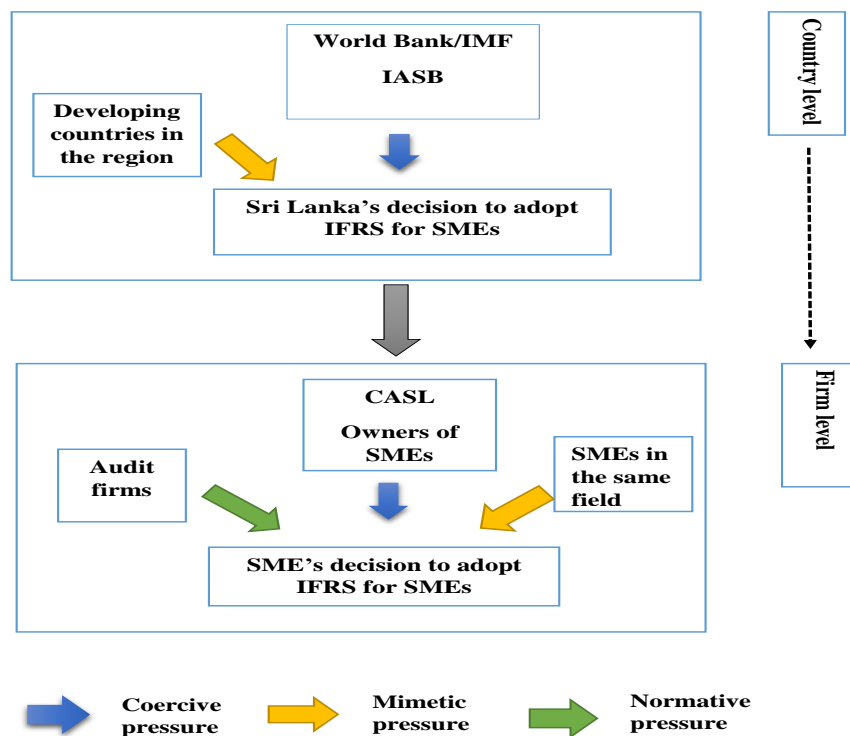 World Bank/IMF
IASB
Country level
Developing
countries in
the region
Sri Lanka's decision to adopt
IFRS for SMEs
CASL
Owners of
SMEs
Firm level
Audit
firms
SMEs in
the same
field
SME's decision to adopt
IFRS for SMEs
Coercive
pressure
Mimetic
pressure
Normative
pressure